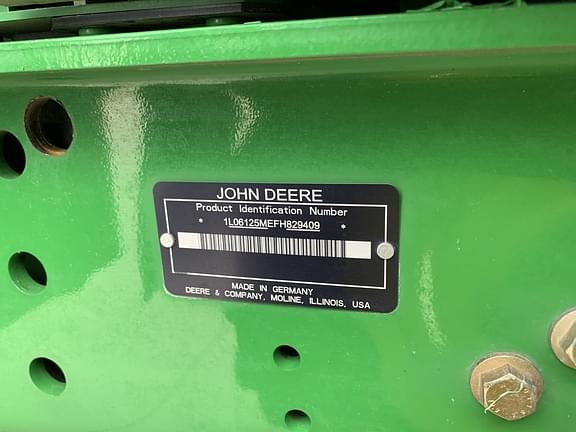 JOHN DEERE
Product Identification Number
* 1L06125MEFH829409 *
MADE IN GERMANY
DEERE & COMPANY, MOLINE, ILLINOIS, USA